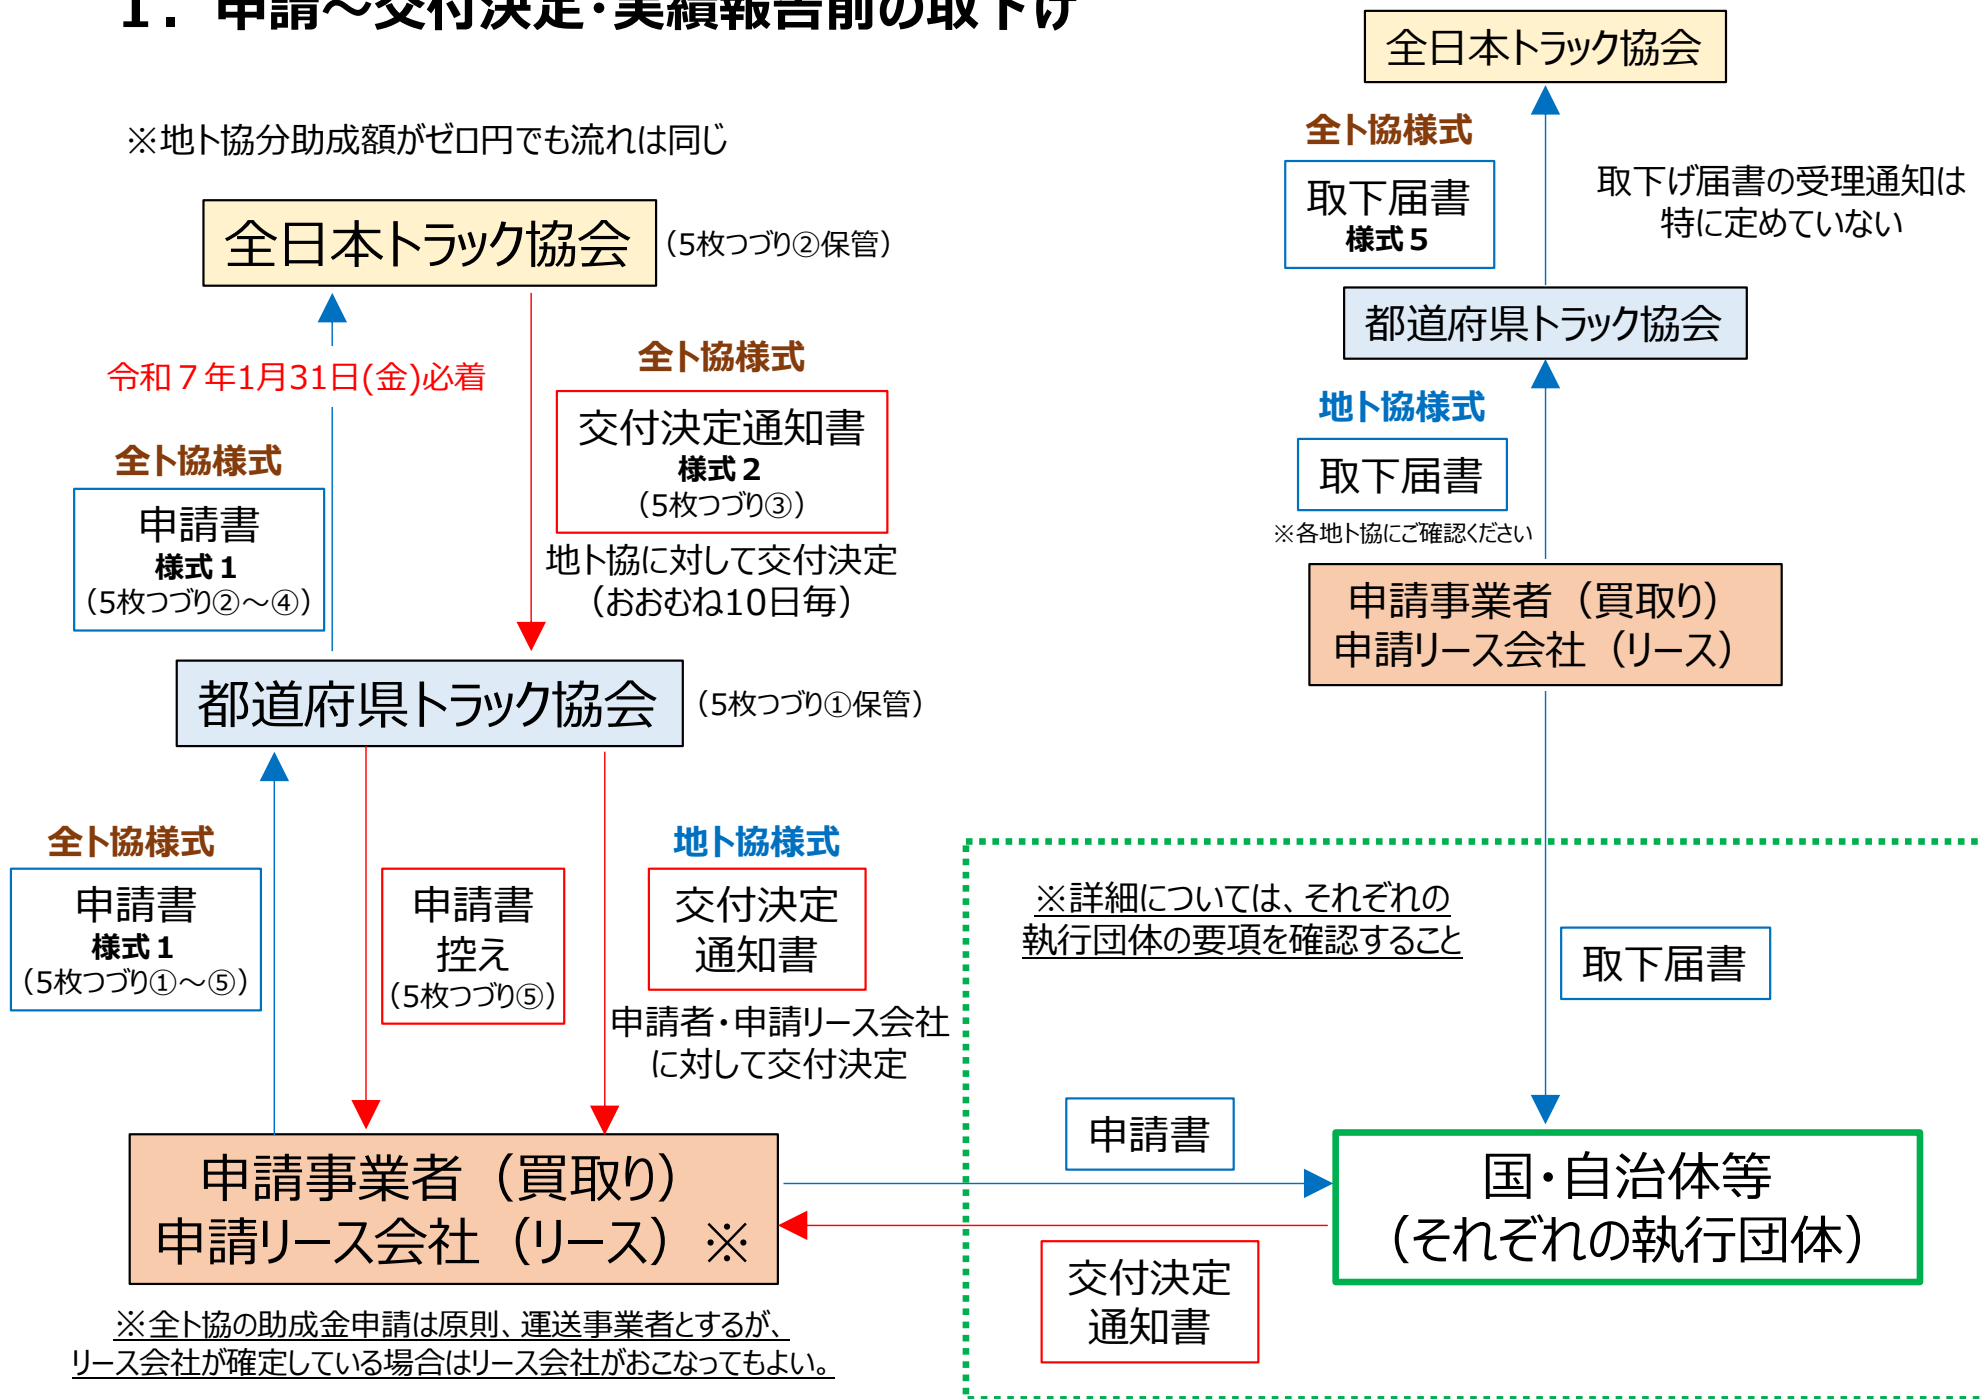 １．申請～交付決定・実績報告前の取下げ
※地ト協分助成額がゼロ円でも流れは同じ
全日本トラック協会
（5枚つづり②保管）
令和７年1月31日(金)必着
全ト協様式
申請書
様式１
（5枚つづり②～④）
全ト協様式
交付決定通知書
様式２
（5枚つづり③）
地ト協に対して交付決定
（おおむね10日毎）
都道府県トラック協会
（5枚つづり①保管）
全ト協様式
申請書
様式１
（5枚つづり①～⑤）
申請書
控え
（5枚つづり⑤）
地ト協様式
交付決定
通知書
申請者・申請リース会社
に対して交付決定
申請事業者（買取り）
申請リース会社（リース）※
※全ト協の助成金申請は原則、運送事業者とするが、
リース会社が確定している場合はリース会社がおこなってもよい。
全日本トラック協会
全ト協様式
取下届書
様式５
取下げ届書の受理通知は
特に定めていない
都道府県トラック協会
地ト協様式
取下届書
※各地ト協にご確認ください
申請事業者（買取り）
申請リース会社（リース）
※詳細については、それぞれの
執行団体の要項を確認すること
取下届書
申請書
国・自治体等
（それぞれの執行団体）
交付決定
通知書